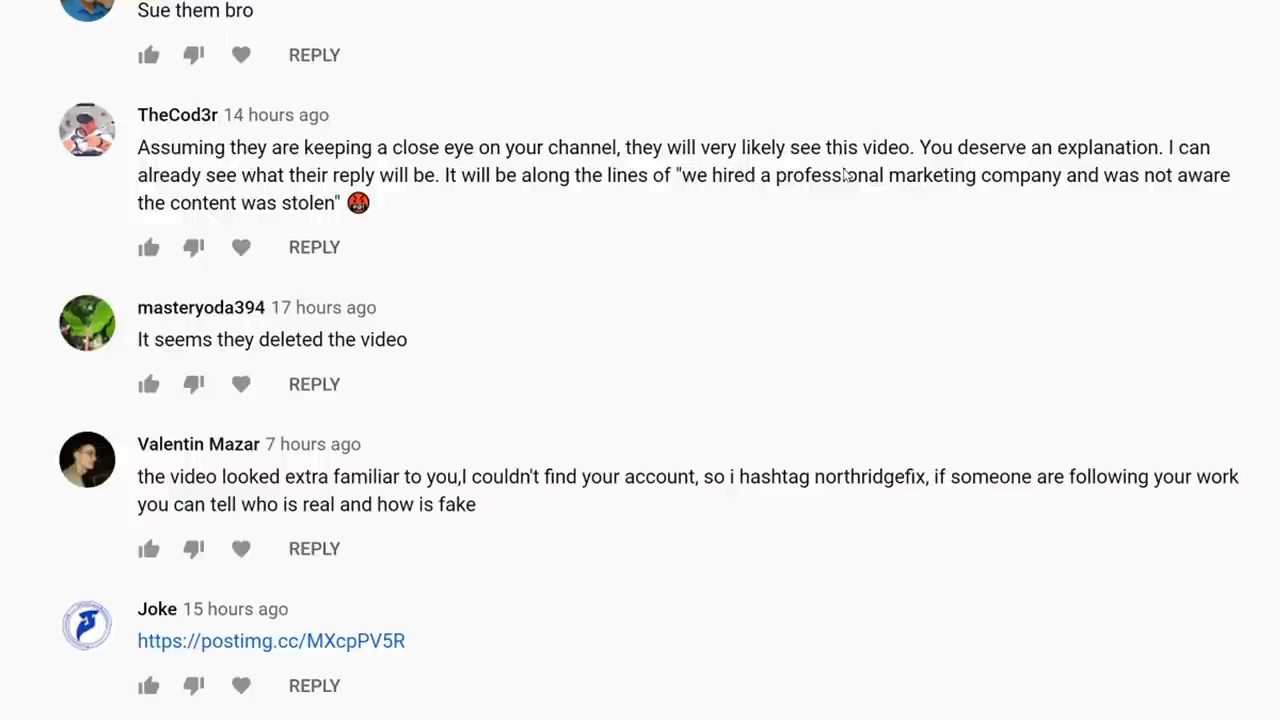 Sue them bro
REPLY
TheCod3r 14 hours ago
Assuming they are keeping a close eye on your channel, they will very likely see this video. You deserve an explanation. I can
already see what their reply will be. It will be along the lines of "we hired a professional marketing company and was not aware
the content was stolen" 🤬
REPLY
masteryoda394 17 hours ago
It seems they deleted the video
REPLY
Valentin Mazar 7 hours ago
the video looked extra familiar to you,I couldn't find your account, so i hashtag northridgefix, if someone are following your work
you can tell who is real and how is fake
REPLY
Joke 15 hours ago
https://postimg.cc/MXcpPV5R
REPLY